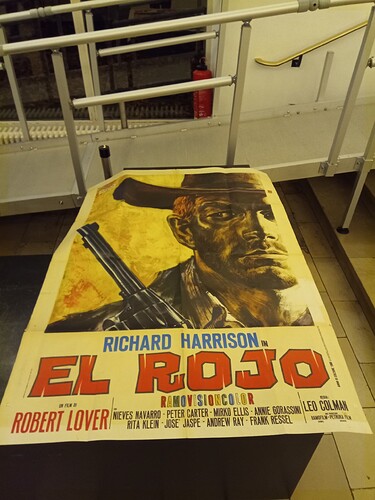 RICHARD HARRISON IN
EL ROJO
RAMOVISIONCOLOR
UN FILM DI
ROBERT LOVER
NIEVES NAVARRO - PETER CARTER - MIRKO ELLIS - ANNIE GORASSINI
RITA KLEIN - JOSE' JASPE - ANDREW RAY - FRANK RESSEL
LEO COLMAN